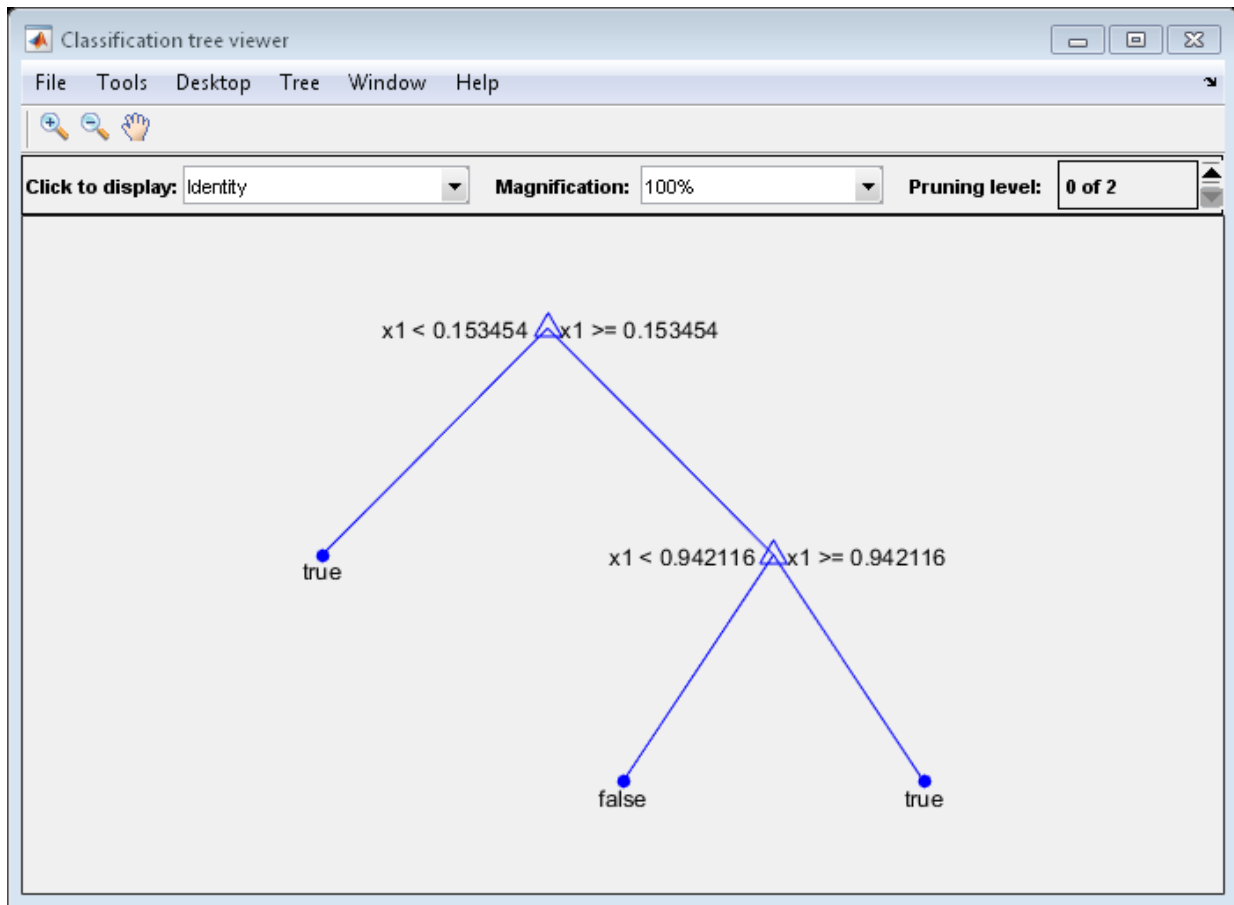 Classification tree viewer
File Tools Desktop Tree Window Help
Click to display: Identity Magnification: 100% Pruning level: 0 of 2
x1 < 0.153454 x1 >= 0.153454
x1 < 0.942116 x1 >= 0.942116
true
false true